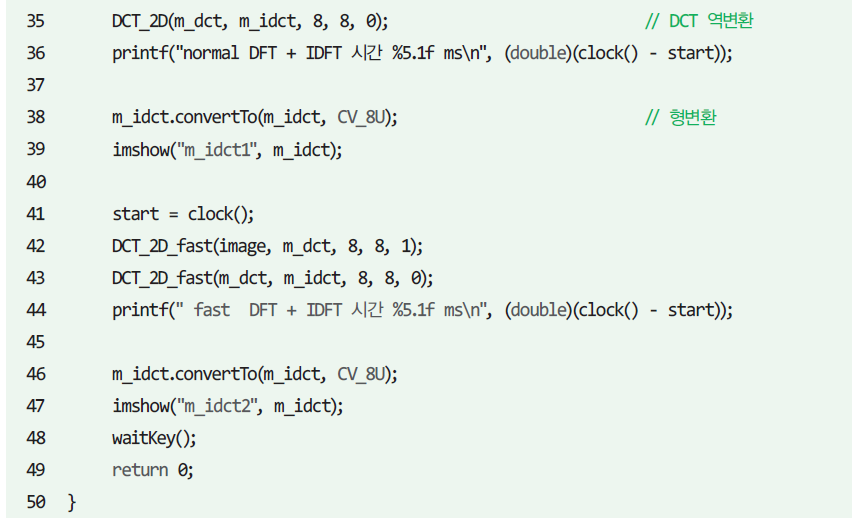 35 DCT_2D(m_dct, m_idct, 8, 8, 0); // DCT 역변환
36 printf("normal DFT + IDFT 시간 %5.1f ms\n", (double)(clock() - start));
37
38 m_idct.convertTo(m_idct, CV_8U); // 형변환
39 imshow("m_idct1", m_idct);
40
41 start = clock();
42 DCT_2D_fast(image, m_dct, 8, 8, 1);
43 DCT_2D_fast(m_dct, m_idct, 8, 8, 0);
44 printf(" fast  DFT + IDFT 시간 %5.1f ms\n", (double)(clock() - start));
45
46 m_idct.convertTo(m_idct, CV_8U);
47 imshow("m_idct2", m_idct);
48 waitKey();
49 return 0;
50 }